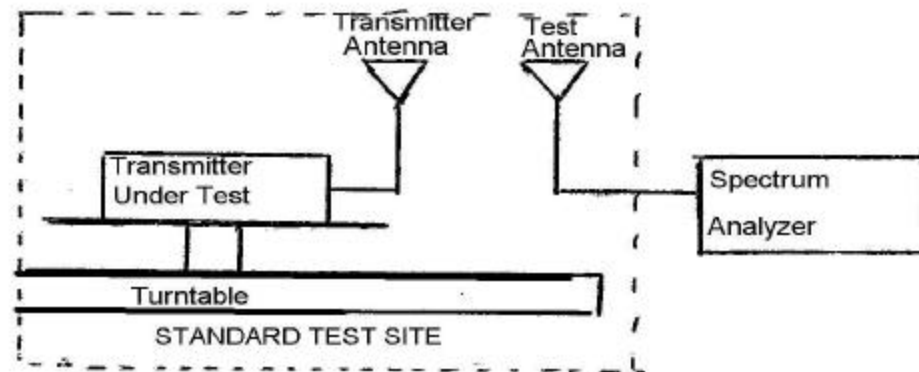 Transmitter
Antenna
Test
Antenna
Transmitter
Under Test
Spectrum
Analyzer
Turntable
STANDARD TEST SITE